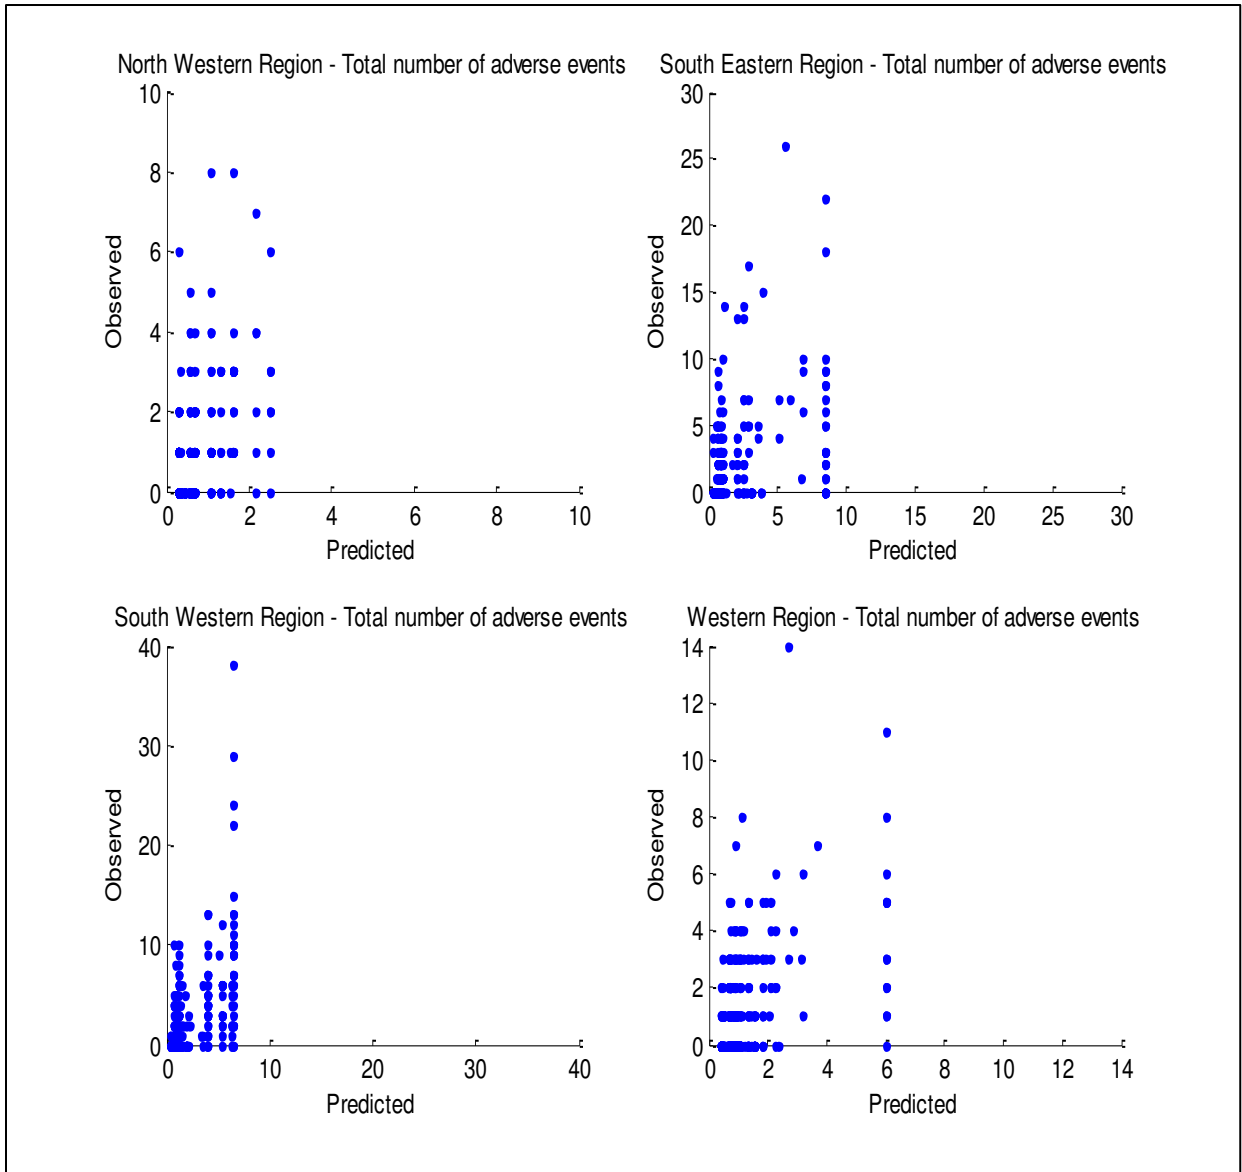 North Western Region - Total number of adverse events
10
8
6
4
2
0
Observed
0 2 4 6 8 10
Predicted
South Eastern Region - Total number of adverse events
30
25
20
15
10
5
0
Observed
0 5 10 15 20 25 30
Predicted
South Western Region - Total number of adverse events
40
30
20
10
0
Observed
0 10 20 30 40
Predicted
Western Region - Total number of adverse events
14
12
10
8
6
4
2
0
Observed
0 2 4 6 8 10 12 14
Predicted